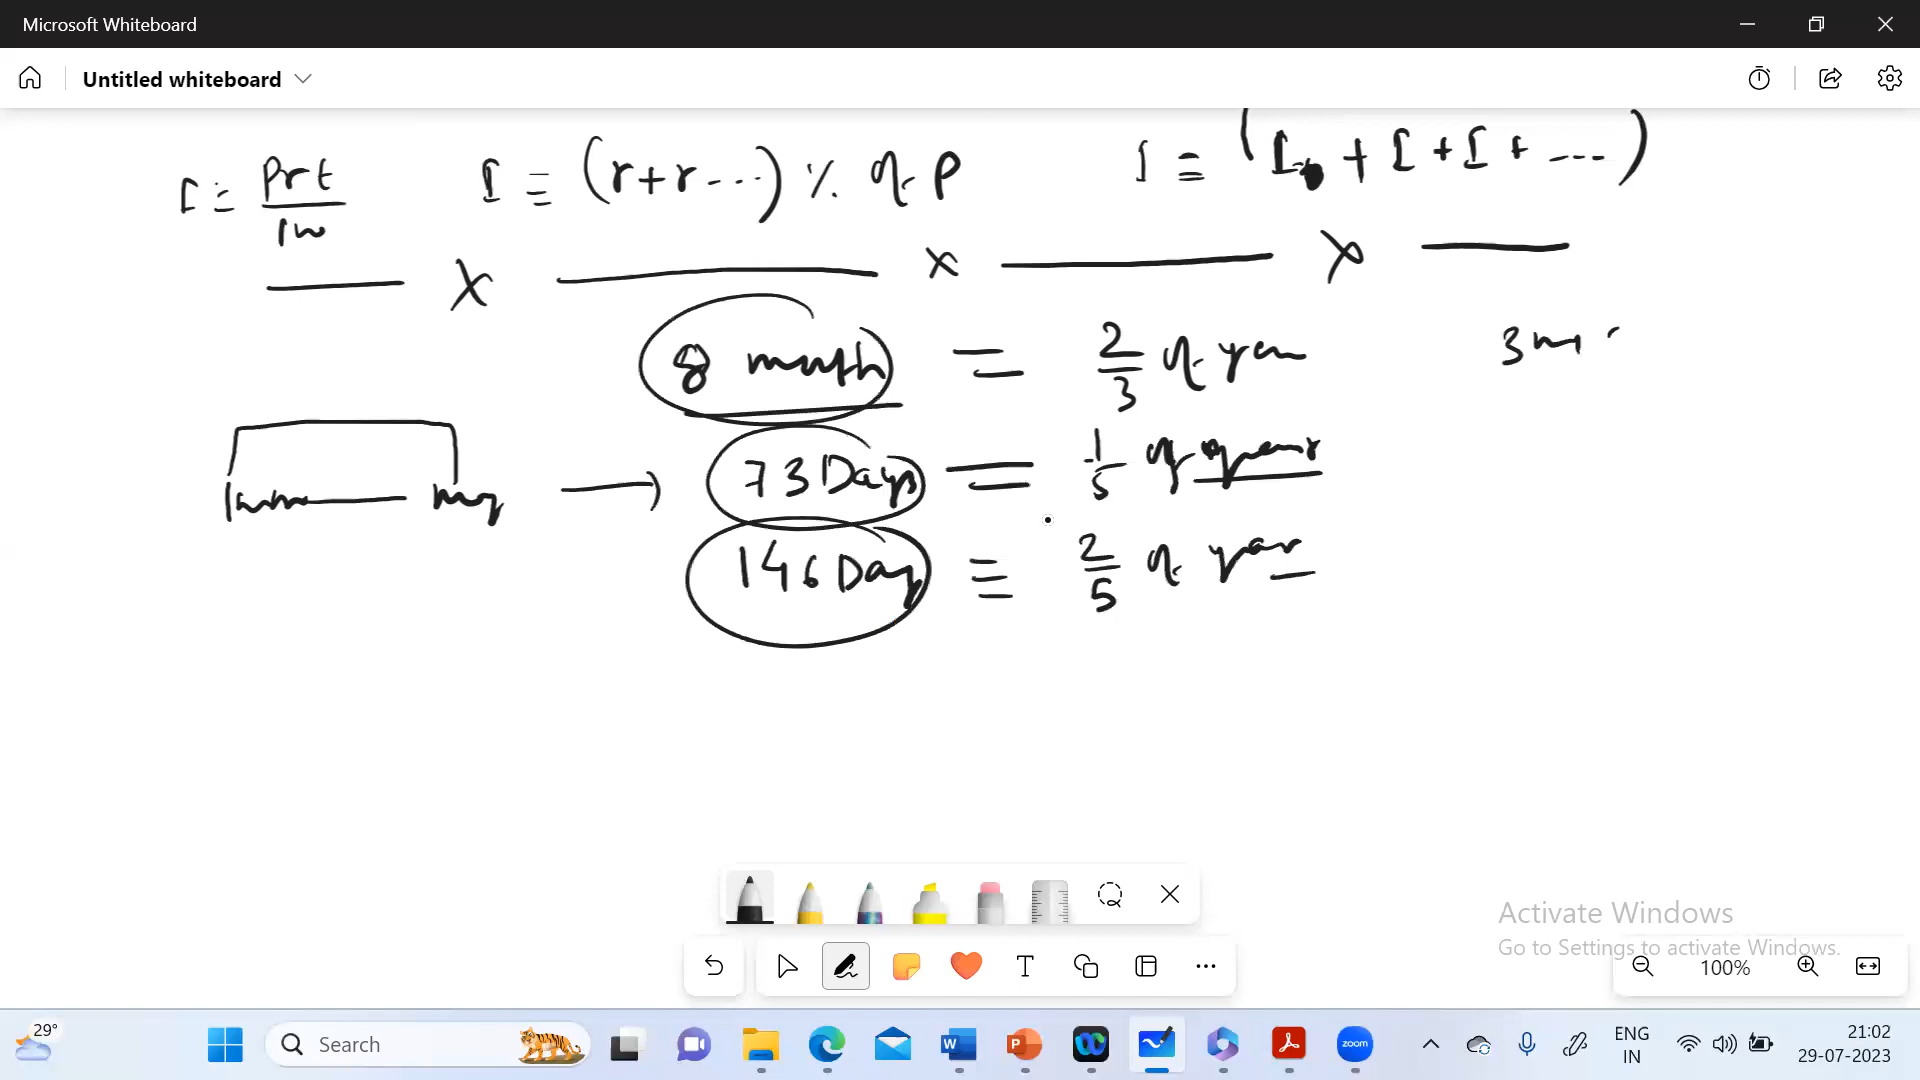 Microsoft Whiteboard
Untitled whiteboard
I = Prt / 100
I = (r+r...) % of P
I = (I + I + I + ...)
8 month = 2/3 of year
3 m
73 Days = 1/5 of year
146 Day = 2/5 of year
Activate Windows
Go to Settings to activate Windows.
100%
29°
Search
zoom
ENG
IN
21:02
29-07-2023